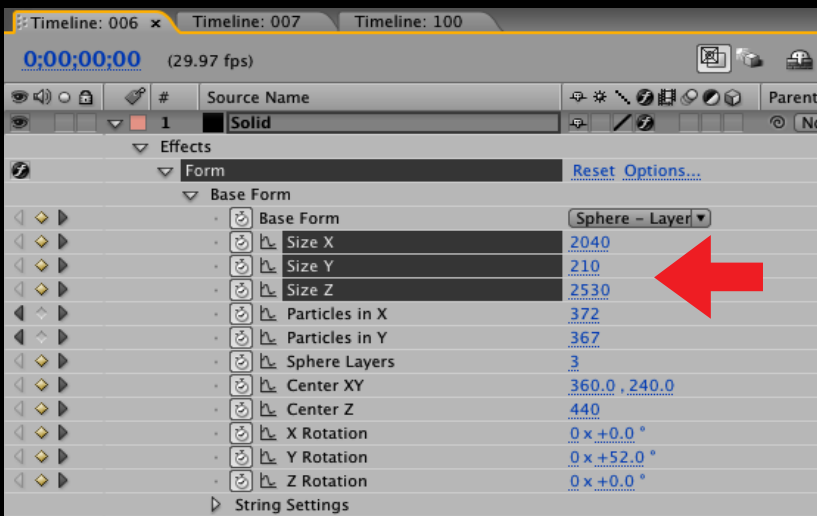 Timeline: 006 × Timeline: 007 Timeline: 100
0;00;00;00 (29.97 fps)
# Source Name Parent
1 Solid
Effects
Form Reset Options...
Base Form
Base Form Sphere – Layer
Size X 2040
Size Y 210
Size Z 2530
Particles in X 372
Particles in Y 367
Sphere Layers 3
Center XY 360.0 , 240.0
Center Z 440
X Rotation 0 x +0.0 °
Y Rotation 0 x +52.0 °
Z Rotation 0 x +0.0 °
String Settings